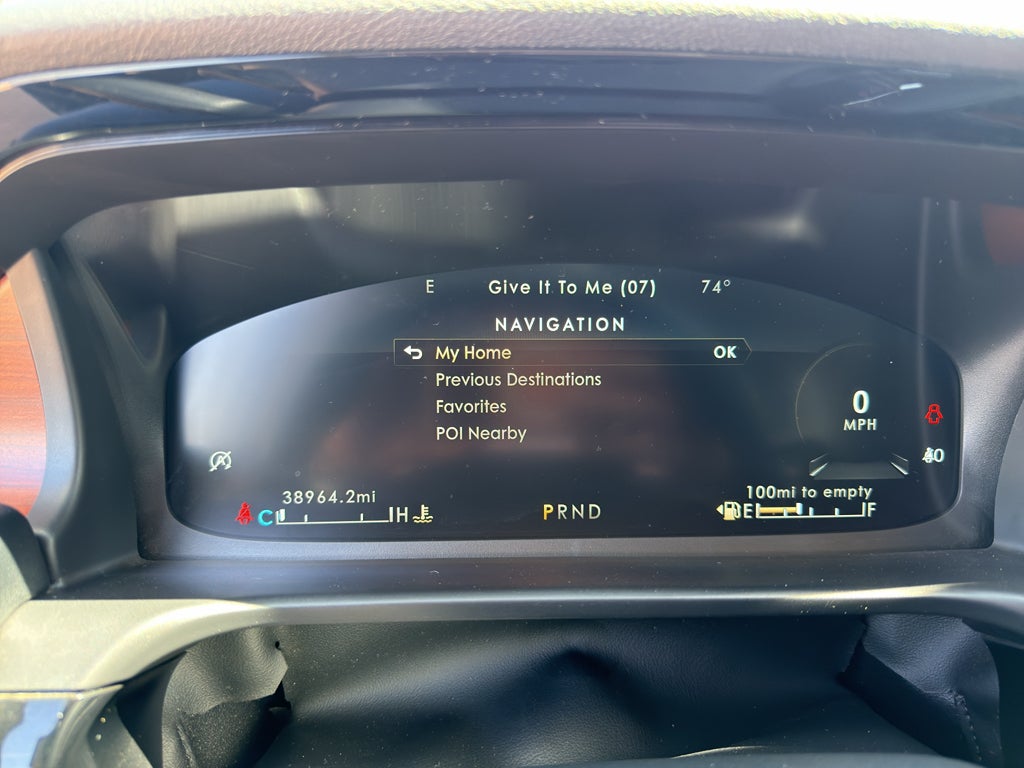 E Give It To Me (07) 74°
NAVIGATION
My Home OK
Previous Destinations
Favorites
POI Nearby
0
MPH
A
38964.2mi
C H
PRND
100mi to empty
E F